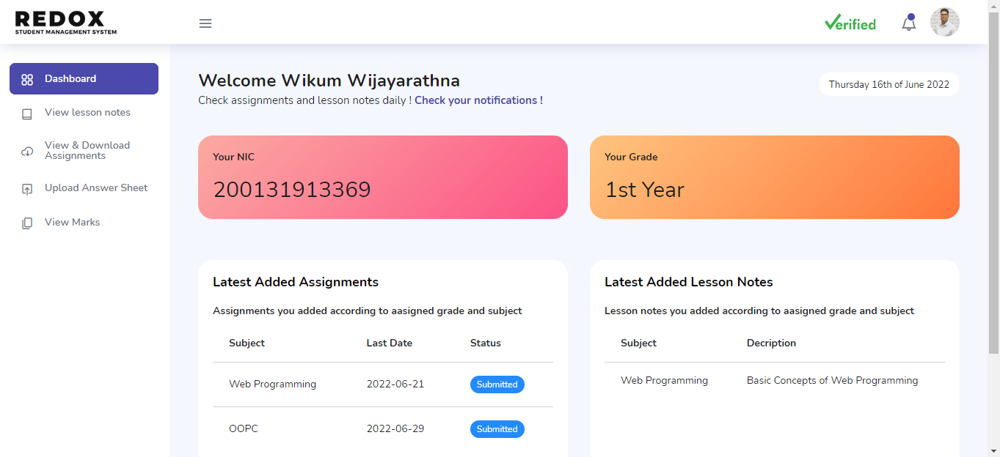 REDOX
STUDENT MANAGEMENT SYSTEM
Verified
Dashboard
View lesson notes
View & Download
Assignments
Upload Answer Sheet
View Marks
Welcome Wikum Wijayarathna
Check assignments and lesson notes daily ! Check your notifications !
Thursday 16th of June 2022
Your NIC
200131913369
Your Grade
1st Year
Latest Added Assignments
Assignments you added according to aasigned grade and subject
Subject Last Date Status
Web Programming 2022-06-21 Submitted
OOPC 2022-06-29 Submitted
Latest Added Lesson Notes
Lesson notes you added according to aasigned grade and subject
Subject Decription
Web Programming Basic Concepts of Web Programming